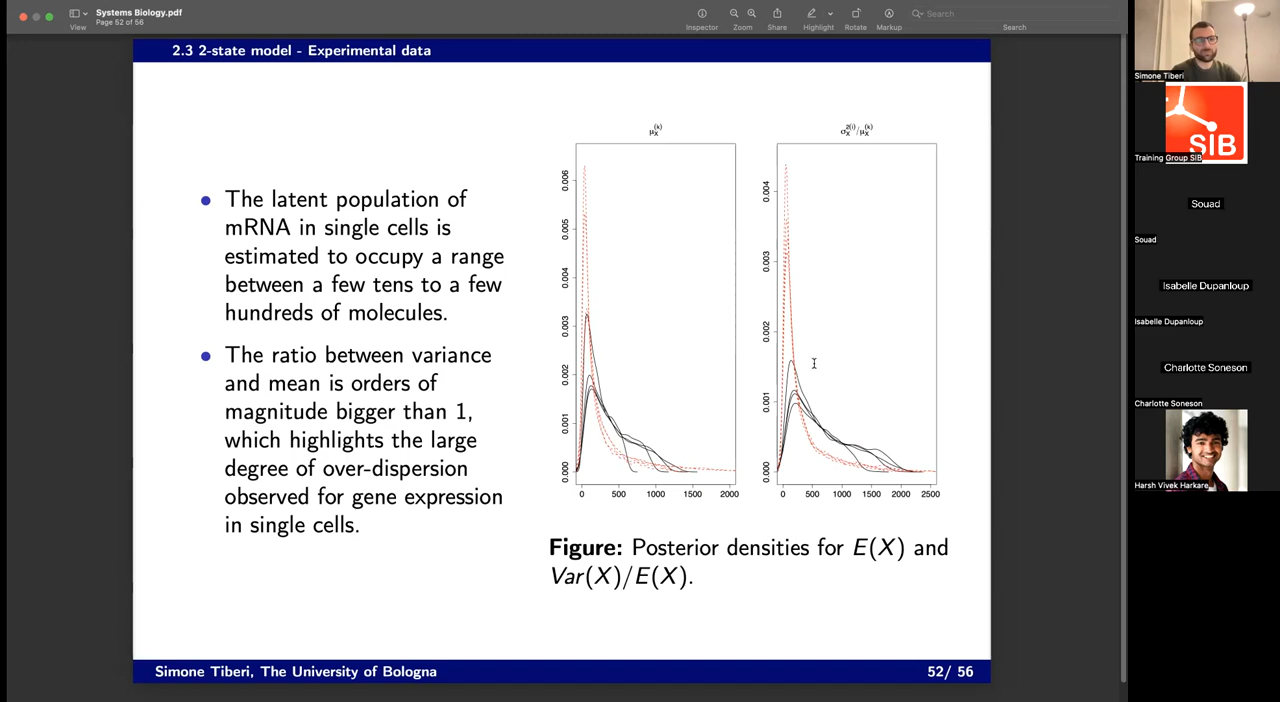 Systems Biology.pdf
Page 52 of 56
View
Inspector
Zoom
Share
Highlight
Rotate
Markup
Search
Search
2.3 2-state model - Experimental data
• The latent population of
mRNA in single cells is
estimated to occupy a range
between a few tens to a few
hundreds of molecules.
• The ratio between variance
and mean is orders of
magnitude bigger than 1,
which highlights the large
degree of over-dispersion
observed for gene expression
in single cells.
μ_X^(k)
0.006
0.005
0.004
0.003
0.002
0.001
0.000
0 500 1000 1500 2000
σ_X^2(i)/μ_X^(k)
0.004
0.003
0.002
0.001
0.000
0 500 1000 1500 2000 2500
Figure: Posterior densities for E(X) and
Var(X)/E(X).
Simone Tiberi, The University of Bologna
52/ 56
Simone Tiberi
SIB
Training Group SIB
Souad
Souad
Isabelle Dupanloup
Isabelle Dupanloup
Charlotte Soneson
Charlotte Soneson
Harsh Vivek Harkare